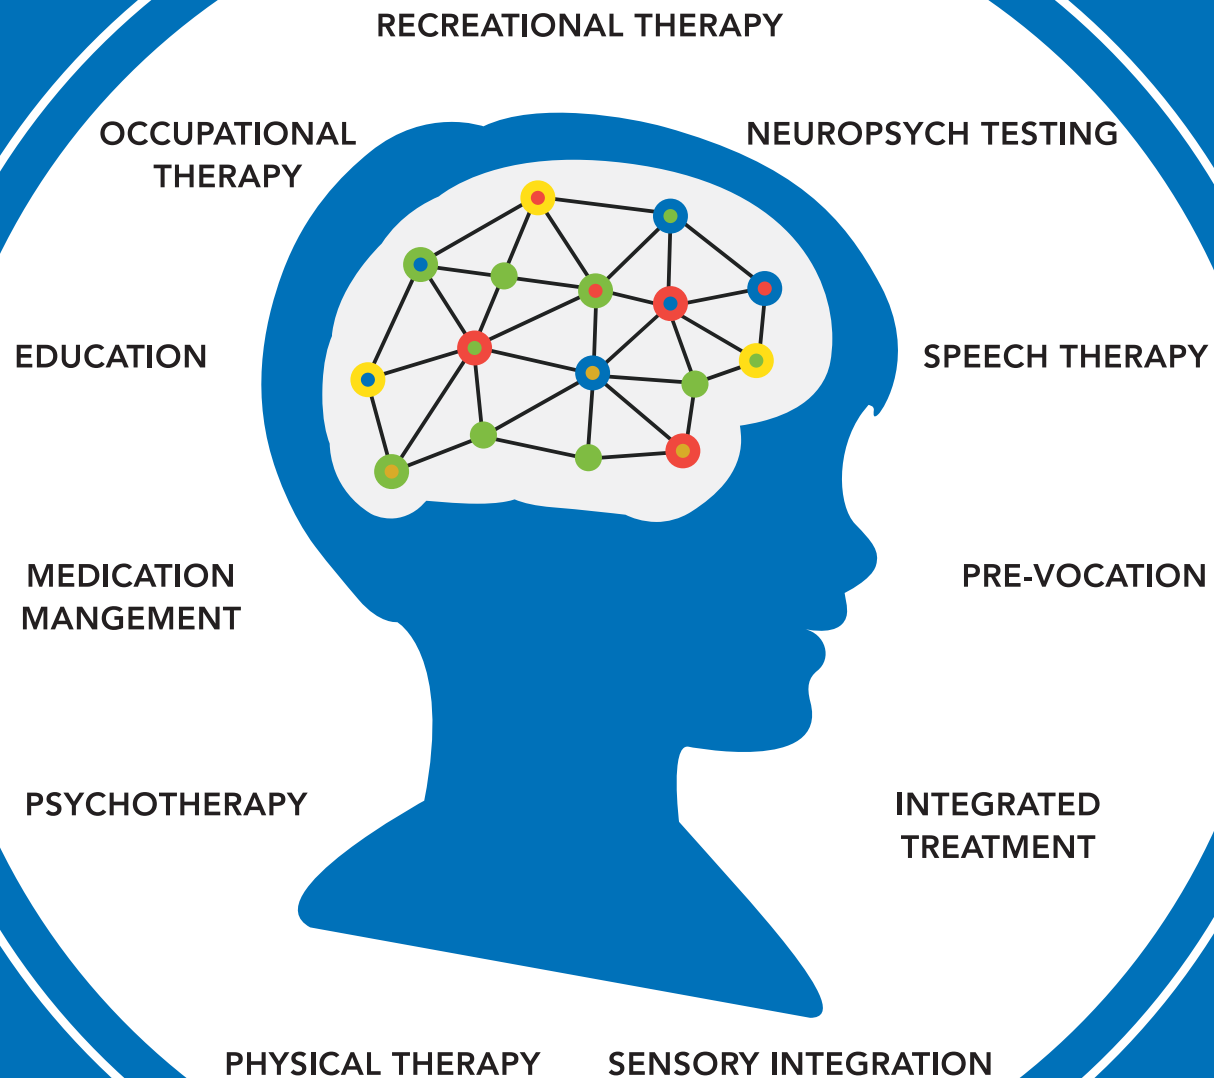 RECREATIONAL THERAPY
OCCUPATIONAL
THERAPY
NEUROPSYCH TESTING
EDUCATION
SPEECH THERAPY
MEDICATION
MANGEMENT
PRE-VOCATION
PSYCHOTHERAPY
INTEGRATED
TREATMENT
PHYSICAL THERAPY
SENSORY INTEGRATION